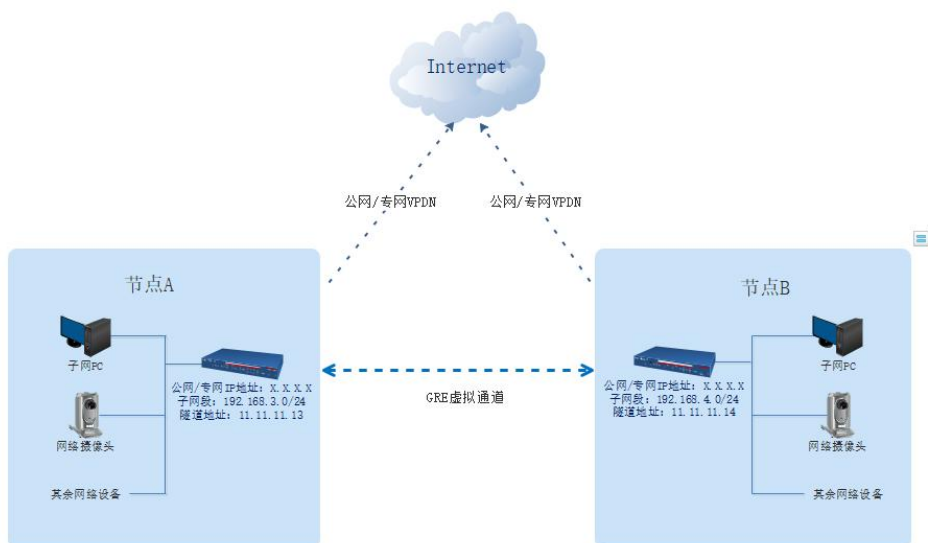 Internet
公网/专网VPDN
公网/专网VPDN
节点A
子网PC
公网/专网IP地址: X.X.X.X
子网段: 192.168.3.0/24
隧道地址: 11.11.11.13
网络摄像头
其余网络设备
GRE虚拟通道
节点B
子网PC
公网/专网IP地址: X.X.X.X
子网段: 192.168.4.0/24
隧道地址: 11.11.11.14
网络摄像头
其余网络设备